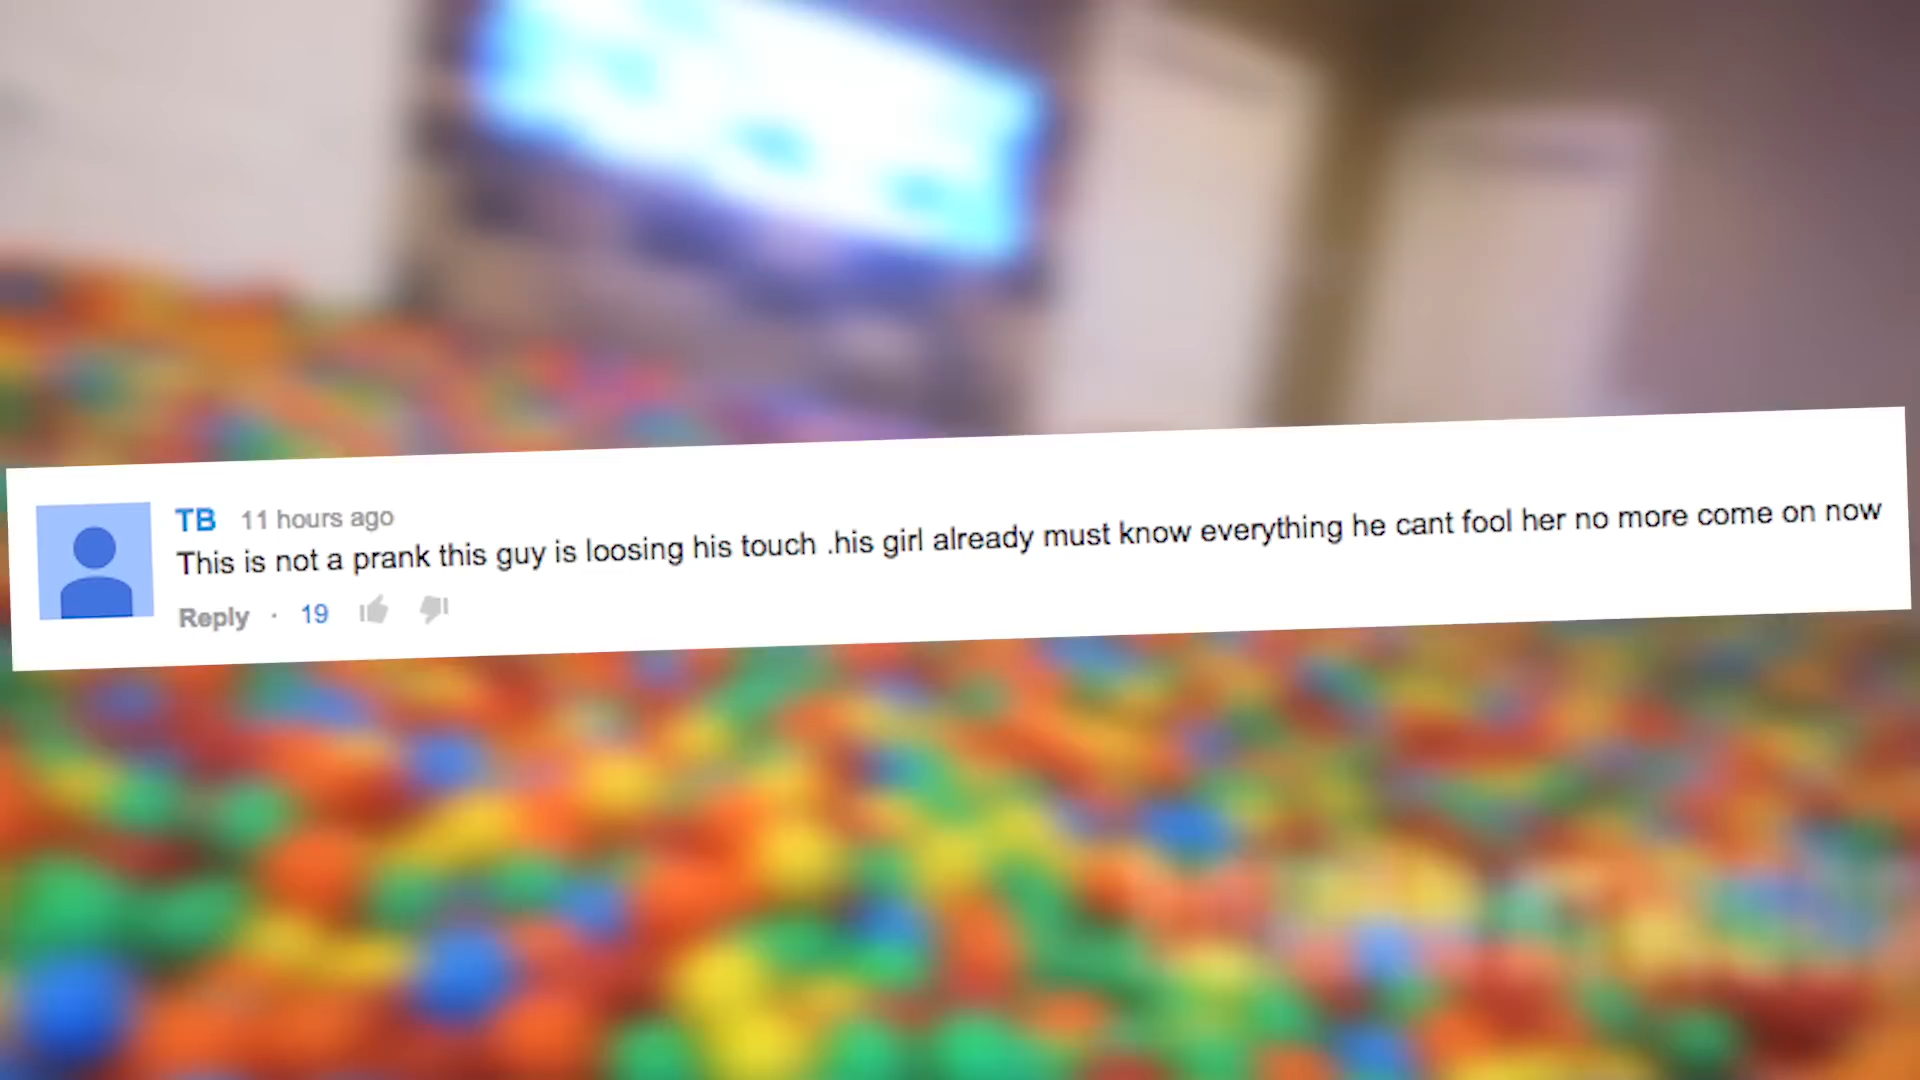 TB 11 hours ago
This is not a prank this guy is loosing his touch .his girl already must know everything he cant fool her no more come on now
Reply · 19